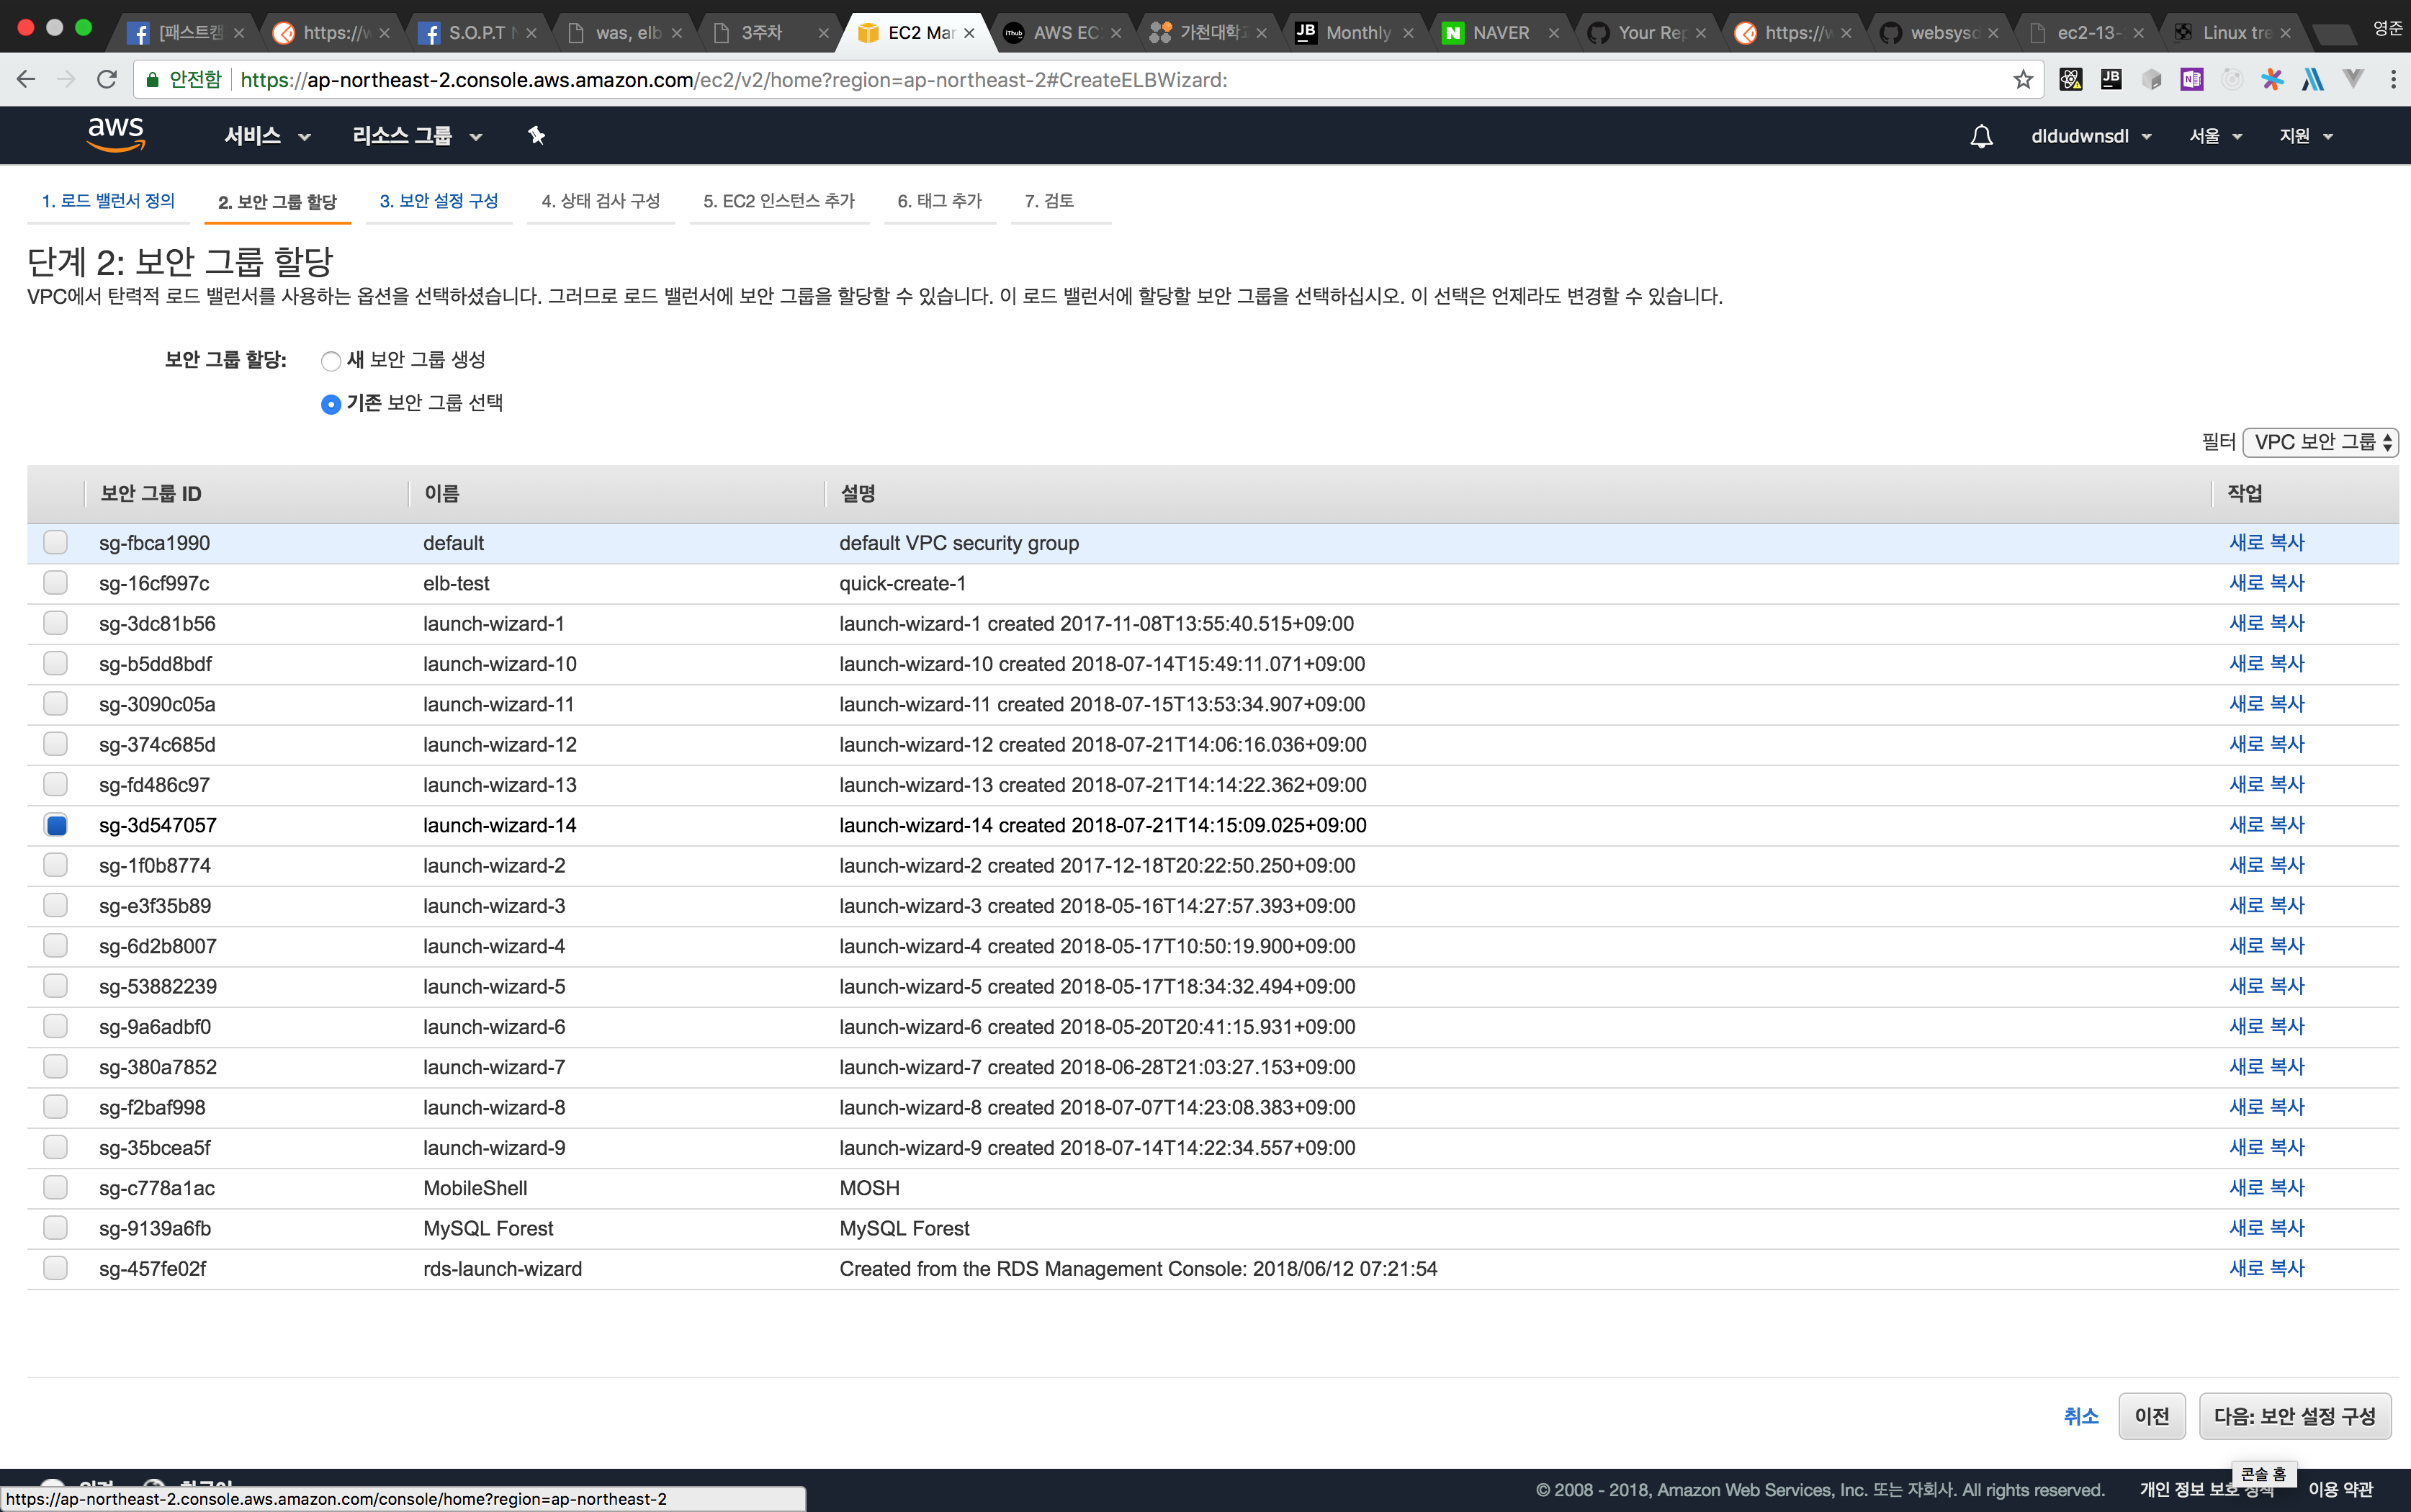 [패스트캠
https://w
S.O.P.T N
was, elb
3주차
EC2 Mar
AWS EC
가천대학
Monthly
NAVER
Your Rep
https://w
websysd
ec2-13-
Linux tre
영준
안전함
https://ap-northeast-2.console.aws.amazon.com/ec2/v2/home?region=ap-northeast-2#CreateELBWizard:
aws 서비스 리소스 그룹 dldudwnsdl 서울 지원
1. 로드 밸런서 정의 2. 보안 그룹 할당 3. 보안 설정 구성 4. 상태 검사 구성 5. EC2 인스턴스 추가 6. 태그 추가 7. 검토
단계 2: 보안 그룹 할당
VPC에서 탄력적 로드 밸런서를 사용하는 옵션을 선택하셨습니다. 그러므로 로드 밸런서에 보안 그룹을 할당할 수 있습니다. 이 로드 밸런서에 할당할 보안 그룹을 선택하십시오. 이 선택은 언제라도 변경할 수 있습니다.
보안 그룹 할당: 새 보안 그룹 생성
기존 보안 그룹 선택
필터 VPC 보안 그룹
보안 그룹 ID 이름 설명 작업
sg-fbca1990 default default VPC security group 새로 복사
sg-16cf997c elb-test quick-create-1 새로 복사
sg-3dc81b56 launch-wizard-1 launch-wizard-1 created 2017-11-08T13:55:40.515+09:00 새로 복사
sg-b5dd8bdf launch-wizard-10 launch-wizard-10 created 2018-07-14T15:49:11.071+09:00 새로 복사
sg-3090c05a launch-wizard-11 launch-wizard-11 created 2018-07-15T13:53:34.907+09:00 새로 복사
sg-374c685d launch-wizard-12 launch-wizard-12 created 2018-07-21T14:06:16.036+09:00 새로 복사
sg-fd486c97 launch-wizard-13 launch-wizard-13 created 2018-07-21T14:14:22.362+09:00 새로 복사
sg-3d547057 launch-wizard-14 launch-wizard-14 created 2018-07-21T14:15:09.025+09:00 새로 복사
sg-1f0b8774 launch-wizard-2 launch-wizard-2 created 2017-12-18T20:22:50.250+09:00 새로 복사
sg-e3f35b89 launch-wizard-3 launch-wizard-3 created 2018-05-16T14:27:57.393+09:00 새로 복사
sg-6d2b8007 launch-wizard-4 launch-wizard-4 created 2018-05-17T10:50:19.900+09:00 새로 복사
sg-53882239 launch-wizard-5 launch-wizard-5 created 2018-05-17T18:34:32.494+09:00 새로 복사
sg-9a6adbf0 launch-wizard-6 launch-wizard-6 created 2018-05-20T20:41:15.931+09:00 새로 복사
sg-380a7852 launch-wizard-7 launch-wizard-7 created 2018-06-28T21:03:27.153+09:00 새로 복사
sg-f2baf998 launch-wizard-8 launch-wizard-8 created 2018-07-07T14:23:08.383+09:00 새로 복사
sg-35bcea5f launch-wizard-9 launch-wizard-9 created 2018-07-14T14:22:34.557+09:00 새로 복사
sg-c778a1ac MobileShell MOSH 새로 복사
sg-9139a6fb MySQL Forest MySQL Forest 새로 복사
sg-457fe02f rds-launch-wizard Created from the RDS Management Console: 2018/06/12 07:21:54 새로 복사
취소 이전 다음: 보안 설정 구성
콘솔 홈
© 2008 - 2018, Amazon Web Services, Inc. 또는 자회사. All rights reserved. 개인 정보 보호 정책 이용 약관
https://ap-northeast-2.console.aws.amazon.com/console/home?region=ap-northeast-2